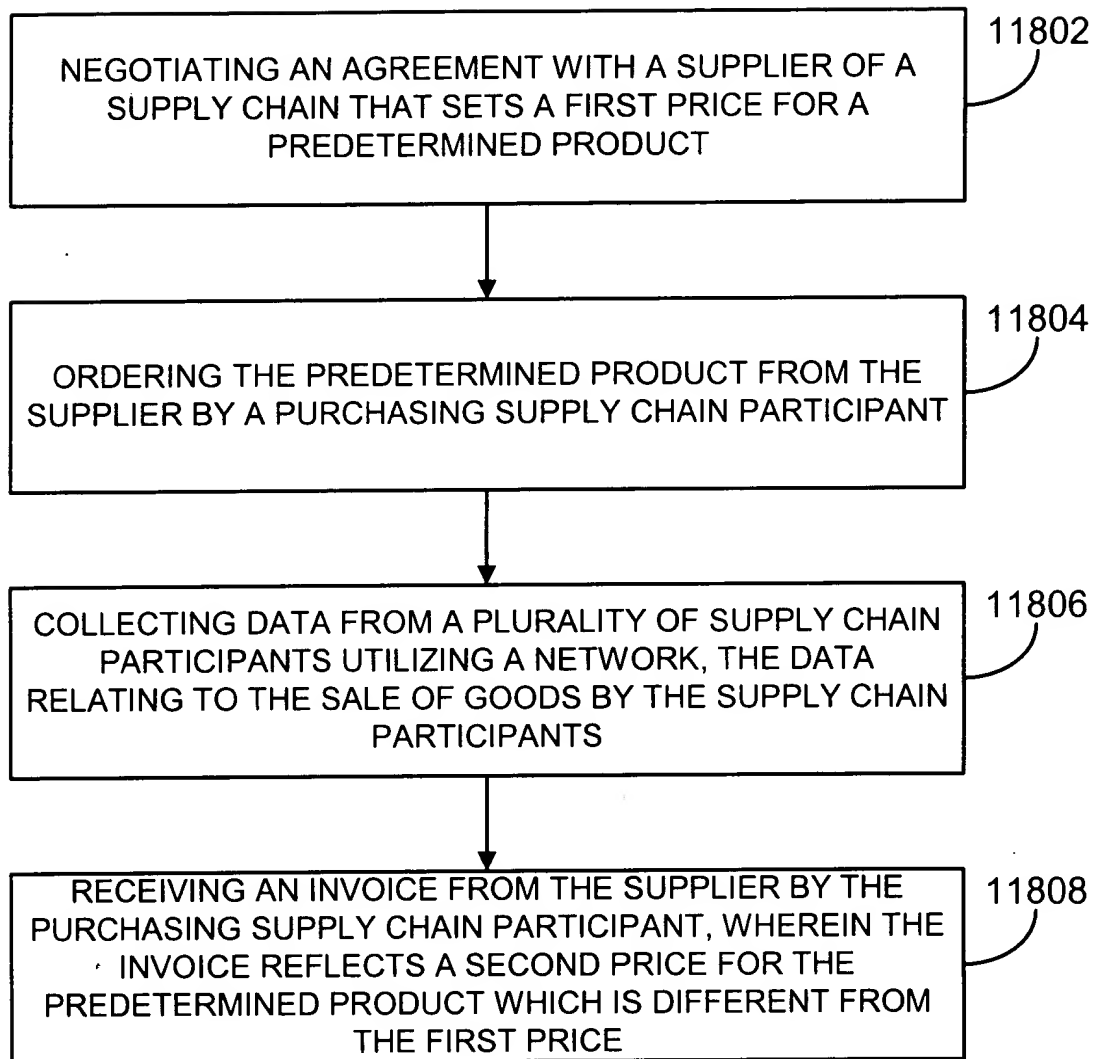 11802
NEGOTIATING AN AGREEMENT WITH A SUPPLIER OF A
SUPPLY CHAIN THAT SETS A FIRST PRICE FOR A
PREDETERMINED PRODUCT
11804
ORDERING THE PREDETERMINED PRODUCT FROM THE
SUPPLIER BY A PURCHASING SUPPLY CHAIN PARTICIPANT
11806
COLLECTING DATA FROM A PLURALITY OF SUPPLY CHAIN
PARTICIPANTS UTILIZING A NETWORK, THE DATA
RELATING TO THE SALE OF GOODS BY THE SUPPLY CHAIN
PARTICIPANTS
11808
RECEIVING AN INVOICE FROM THE SUPPLIER BY THE
PURCHASING SUPPLY CHAIN PARTICIPANT, WHEREIN THE
INVOICE REFLECTS A SECOND PRICE FOR THE
PREDETERMINED PRODUCT WHICH IS DIFFERENT FROM
THE FIRST PRICE